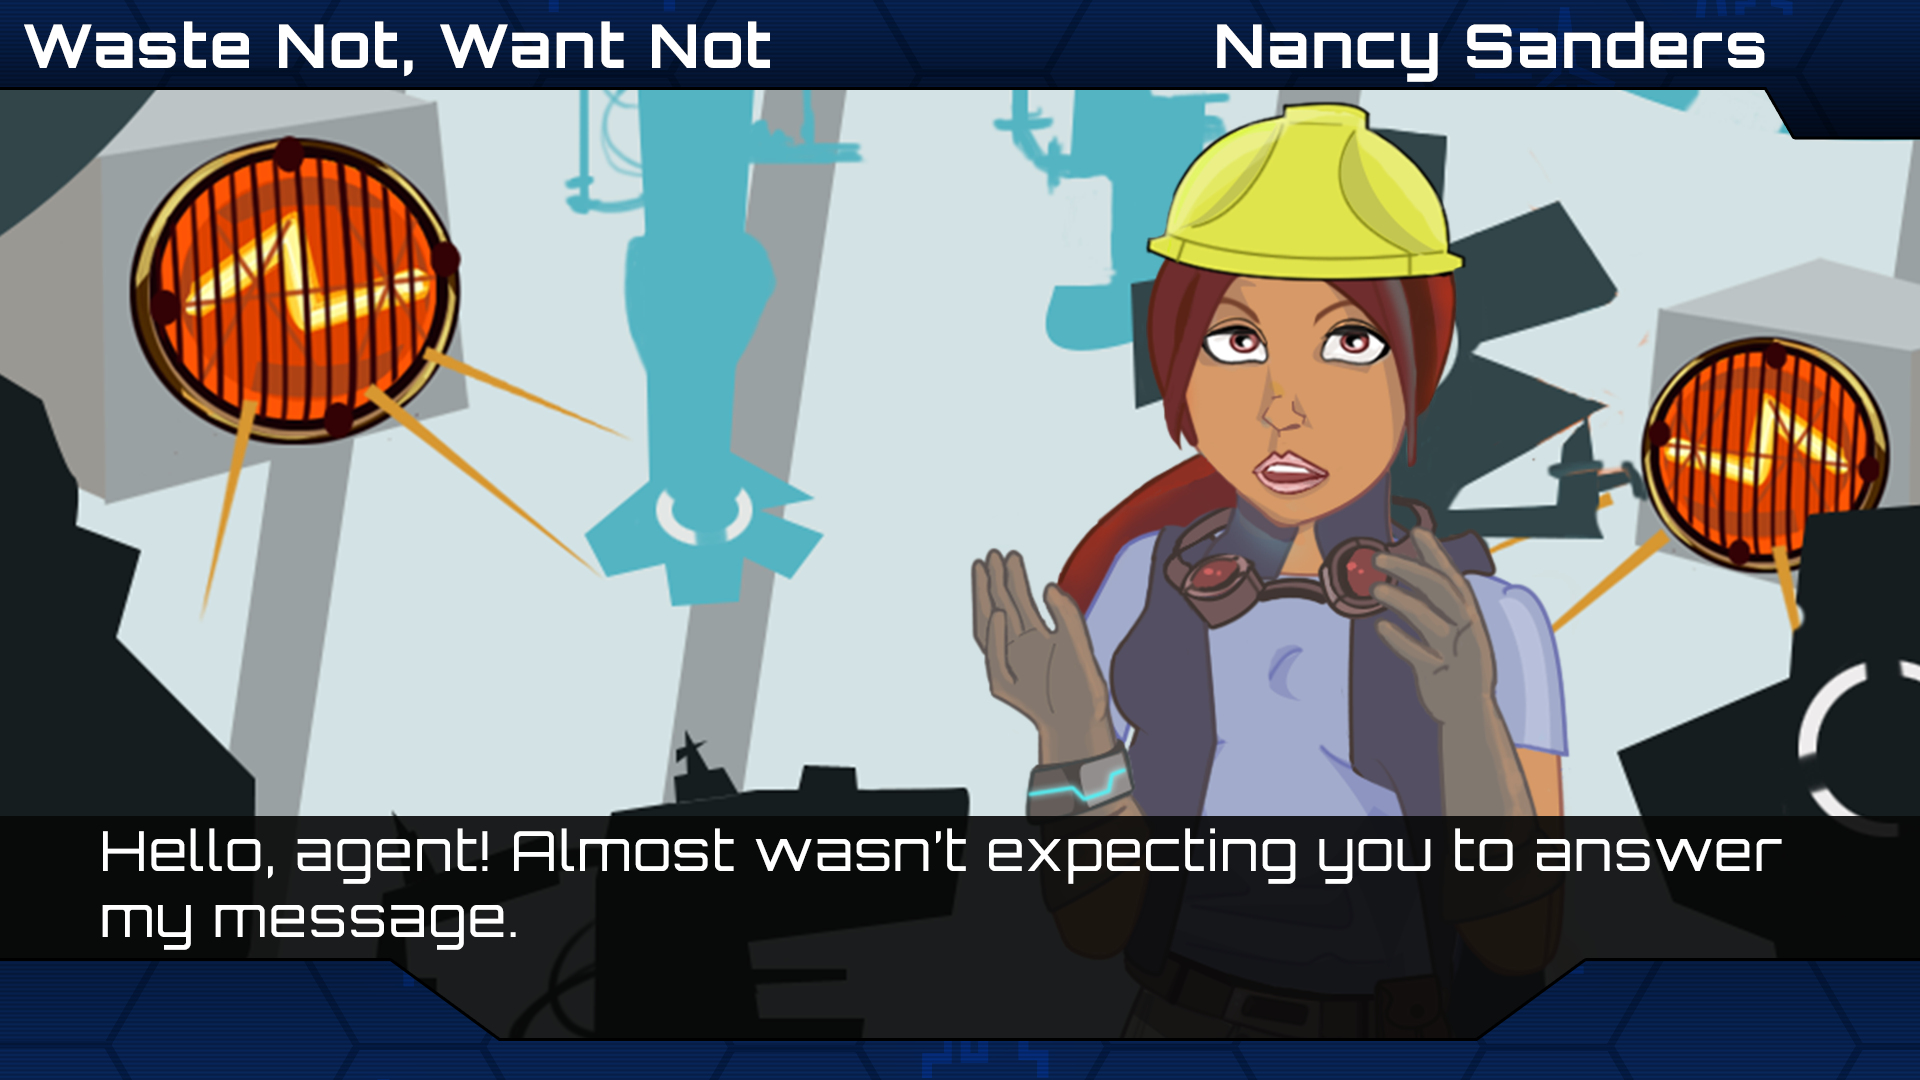 Waste Not, Want Not
Nancy Sanders
Hello, agent! Almost wasn't expecting you to answer
my message.